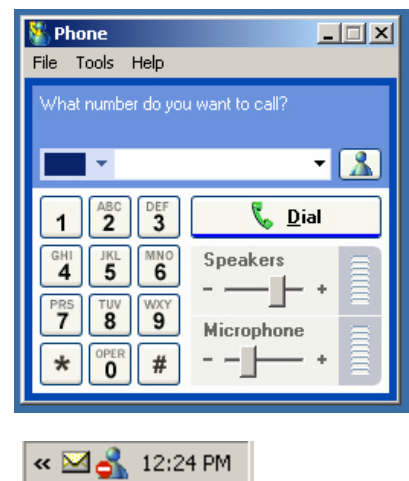 Phone
File Tools Help
What number do you want to call?
1 ABC 2 DEF 3
Dial
GHI 4 JKL 5 MNO 6
Speakers
- +
PRS 7 TUV 8 WXY 9
Microphone
- +
* OPER 0 #
« 12:24 PM